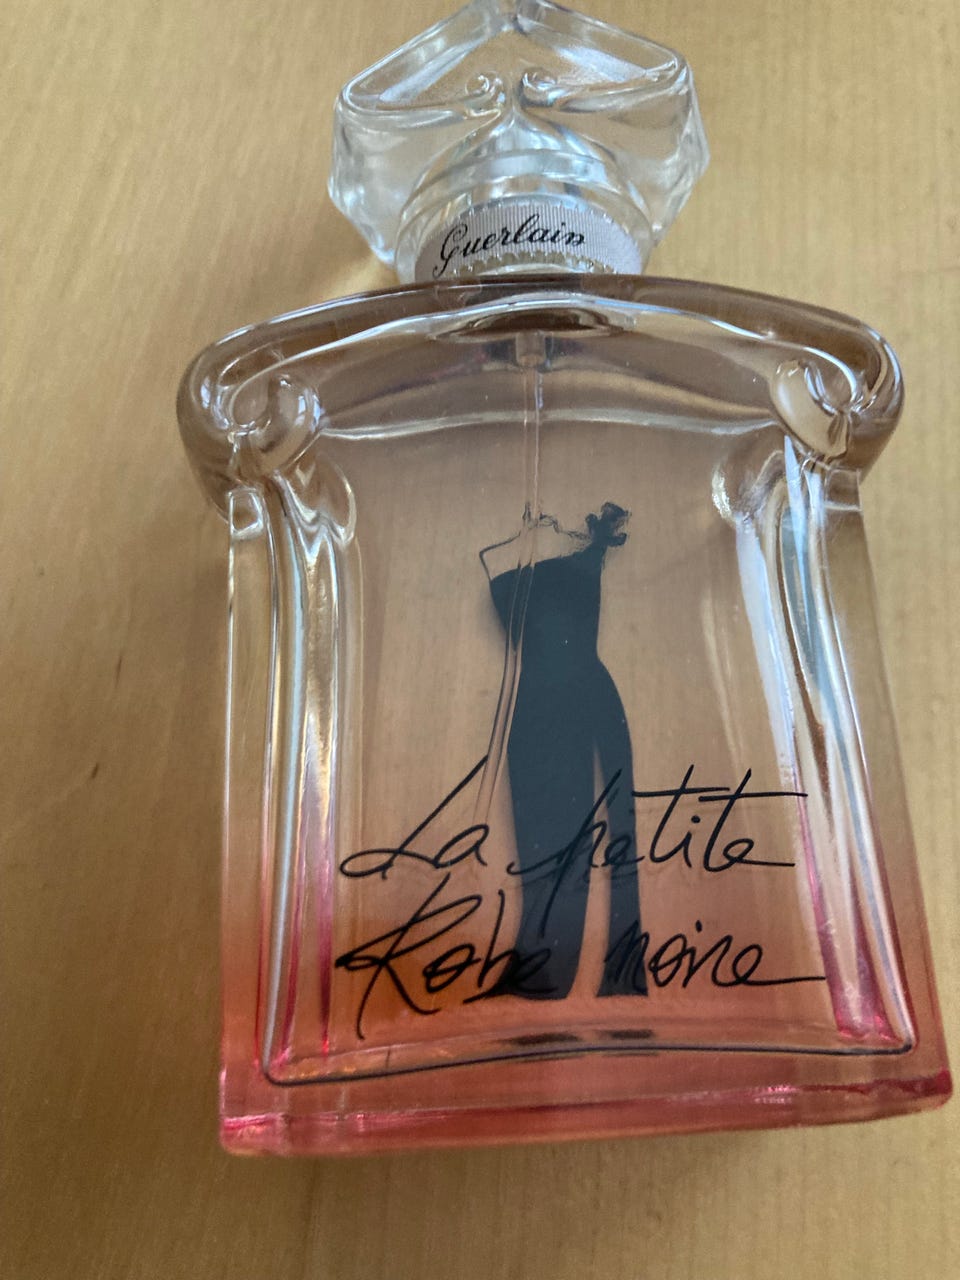 Guerlain
La petite
Robe noire